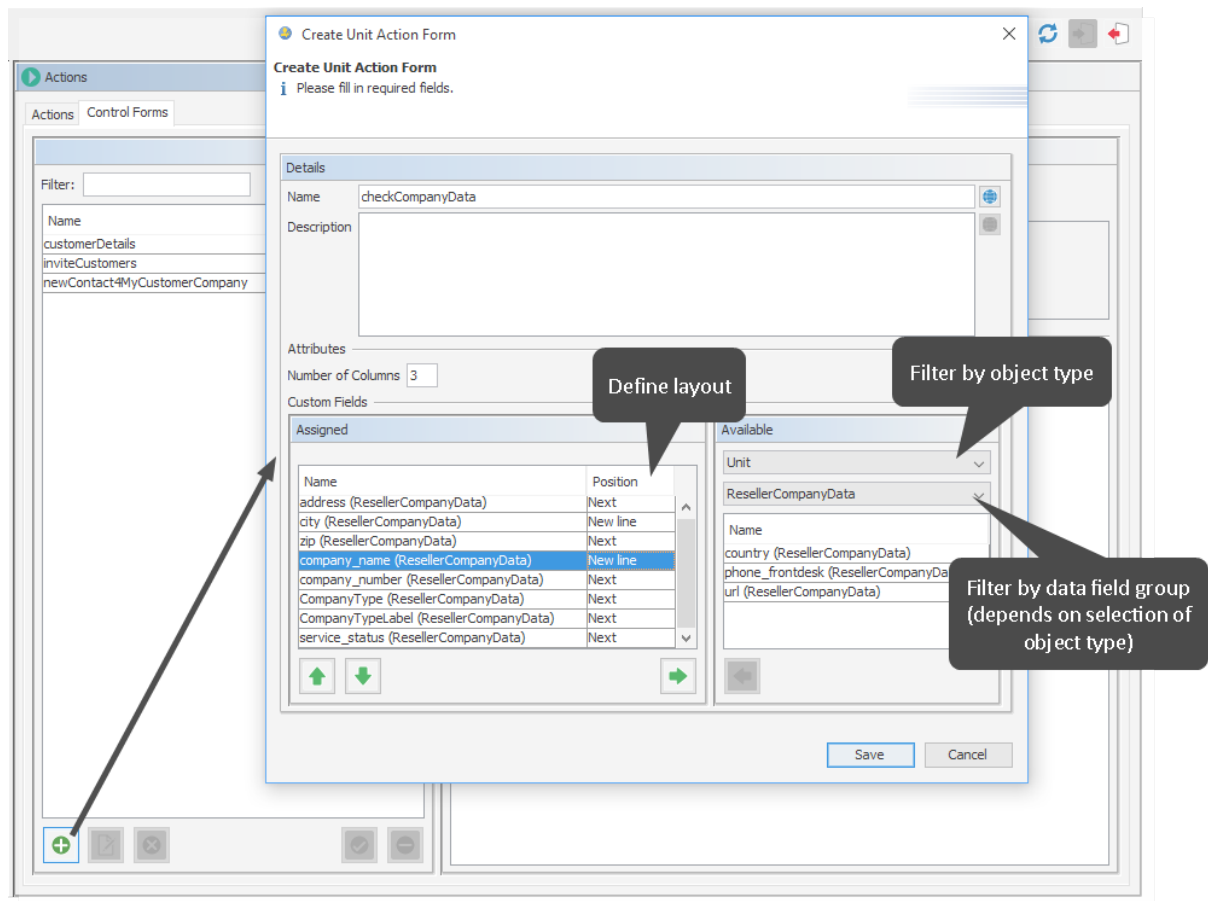 Create Unit Action Form
Create Unit Action Form
i Please fill in required fields.
Actions
Actions
Control Forms
Filter:
Name
customerDetails
inviteCustomers
newContact4MyCustomerCompany
Details
Name
checkCompanyData
Description
Attributes
Number of Columns 3
Custom Fields
Define layout
Filter by object type
Assigned
Name
Position
address (ResellerCompanyData)
Next
city (ResellerCompanyData)
New line
zip (ResellerCompanyData)
Next
company_name (ResellerCompanyData)
New line
company_number (ResellerCompanyData)
Next
CompanyType (ResellerCompanyData)
Next
CompanyTypeLabel (ResellerCompanyData)
Next
service_status (ResellerCompanyData)
Next
Available
Unit
ResellerCompanyData
Name
country (ResellerCompanyData)
phone_frontdesk (ResellerCompanyDa
url (ResellerCompanyData)
Filter by data field group
(depends on selection of
object type)
Save
Cancel